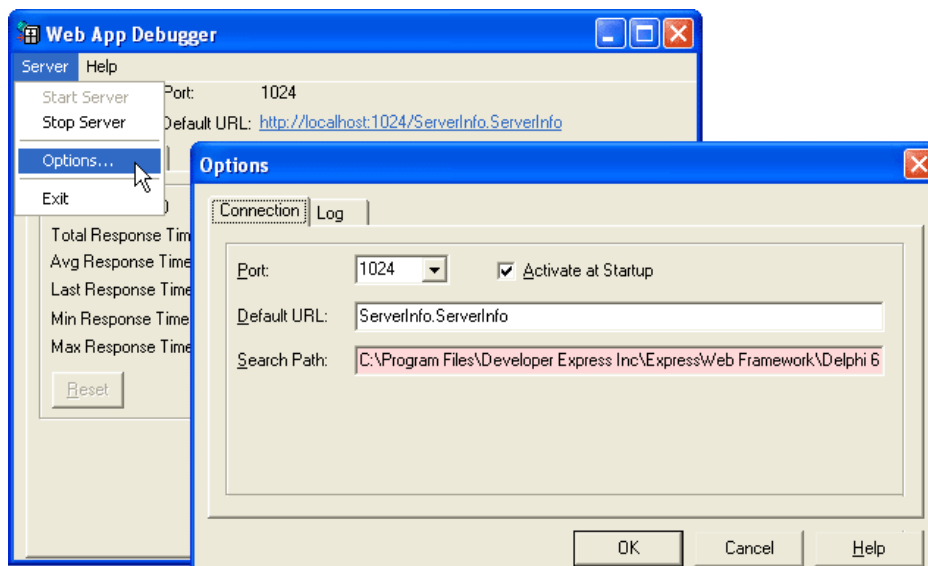 Web App Debugger
Server Help
Start Server
Port: 1024
Stop Server
Default URL: http://localhost:1024/ServerInfo.ServerInfo
Options...
Exit
Total Response Tim
Avg Response Time
Last Response Time
Min Response Time
Max Response Time
Reset
Options
Connection Log
Port: 1024 Activate at Startup
Default URL: ServerInfo.ServerInfo
Search Path: C:\Program Files\Developer Express Inc\ExpressWeb Framework\Delphi 6
OK Cancel Help